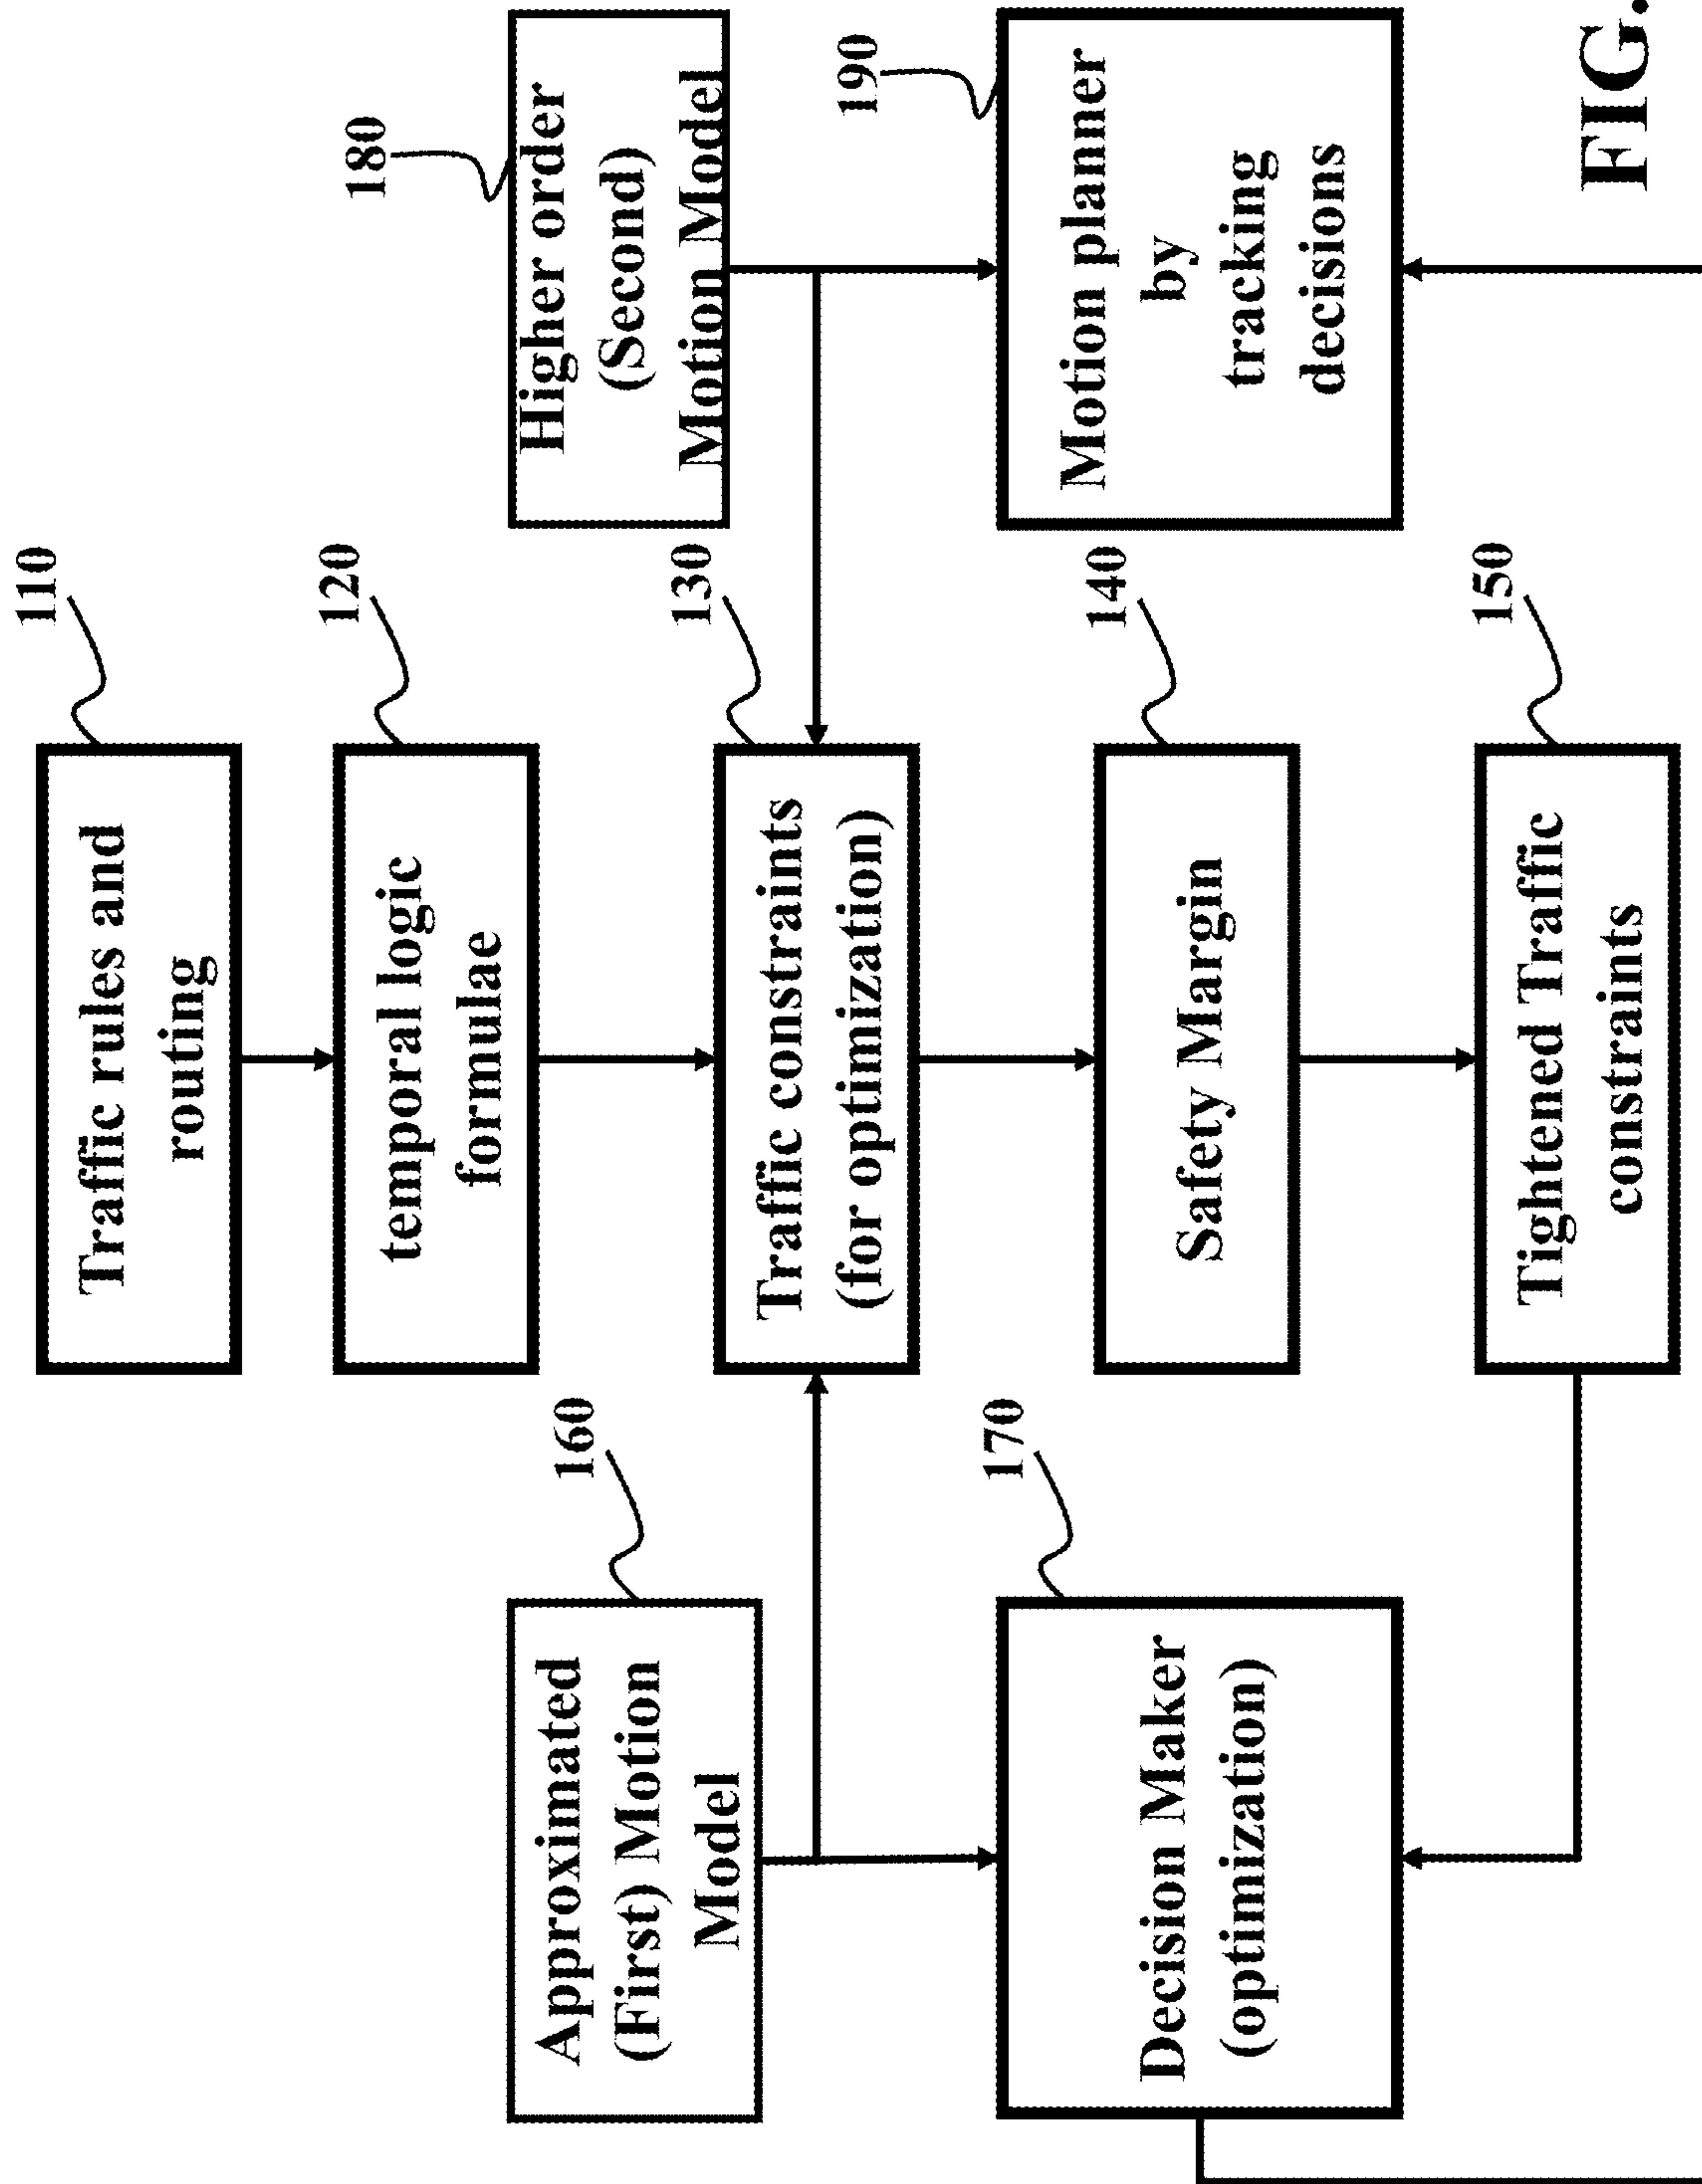 110
Traffic rules and
routing
120
temporal logic
formulae
180
Higher order
(Second)
Motion Model
160
Approximated
(First) Motion
Model
130
Traffic constraints
(for optimization)
190
Motion planner
by
tracking
decisions
170
Decision Maker
(optimization)
140
Safety Margin
150
Tightened Traffic
constraints
FIG.